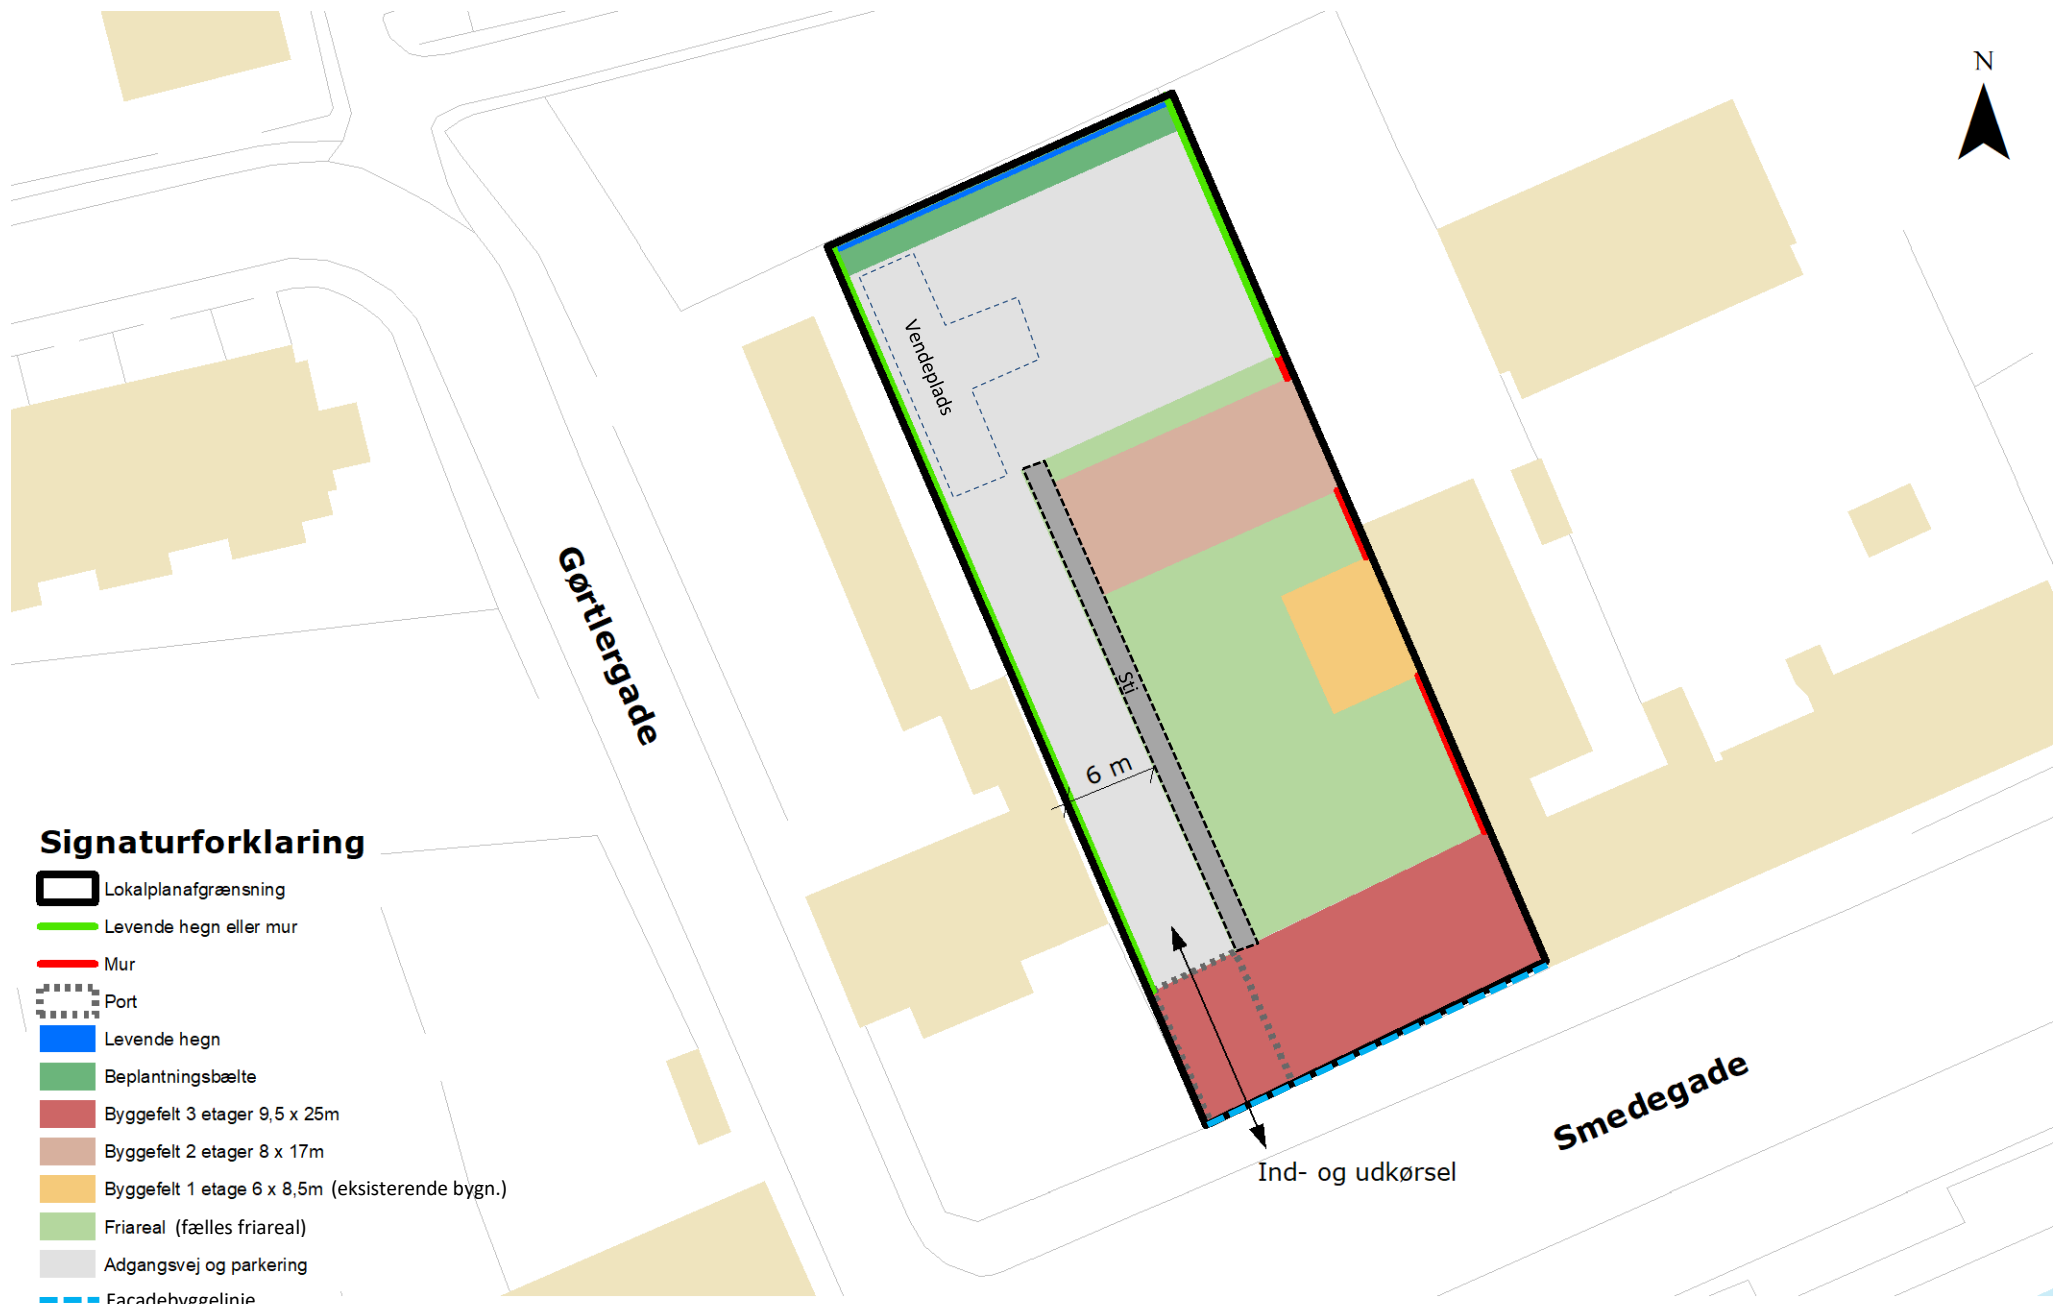 N
Vendeplads
Gørtlergade
Sti
6 m
Smedegade
Ind- og udkørsel
Signaturforklaring
Lokalplanafgrænsning
Levende hegn eller mur
Mur
Port
Levende hegn
Beplantningsbælte
Byggefelt 3 etager 9,5 x 25m
Byggefelt 2 etager 8 x 17m
Byggefelt 1 etage 6 x 8,5m (eksisterende bygn.)
Friareal (fælles friareal)
Adgangsvej og parkering
Facadebyggelinie